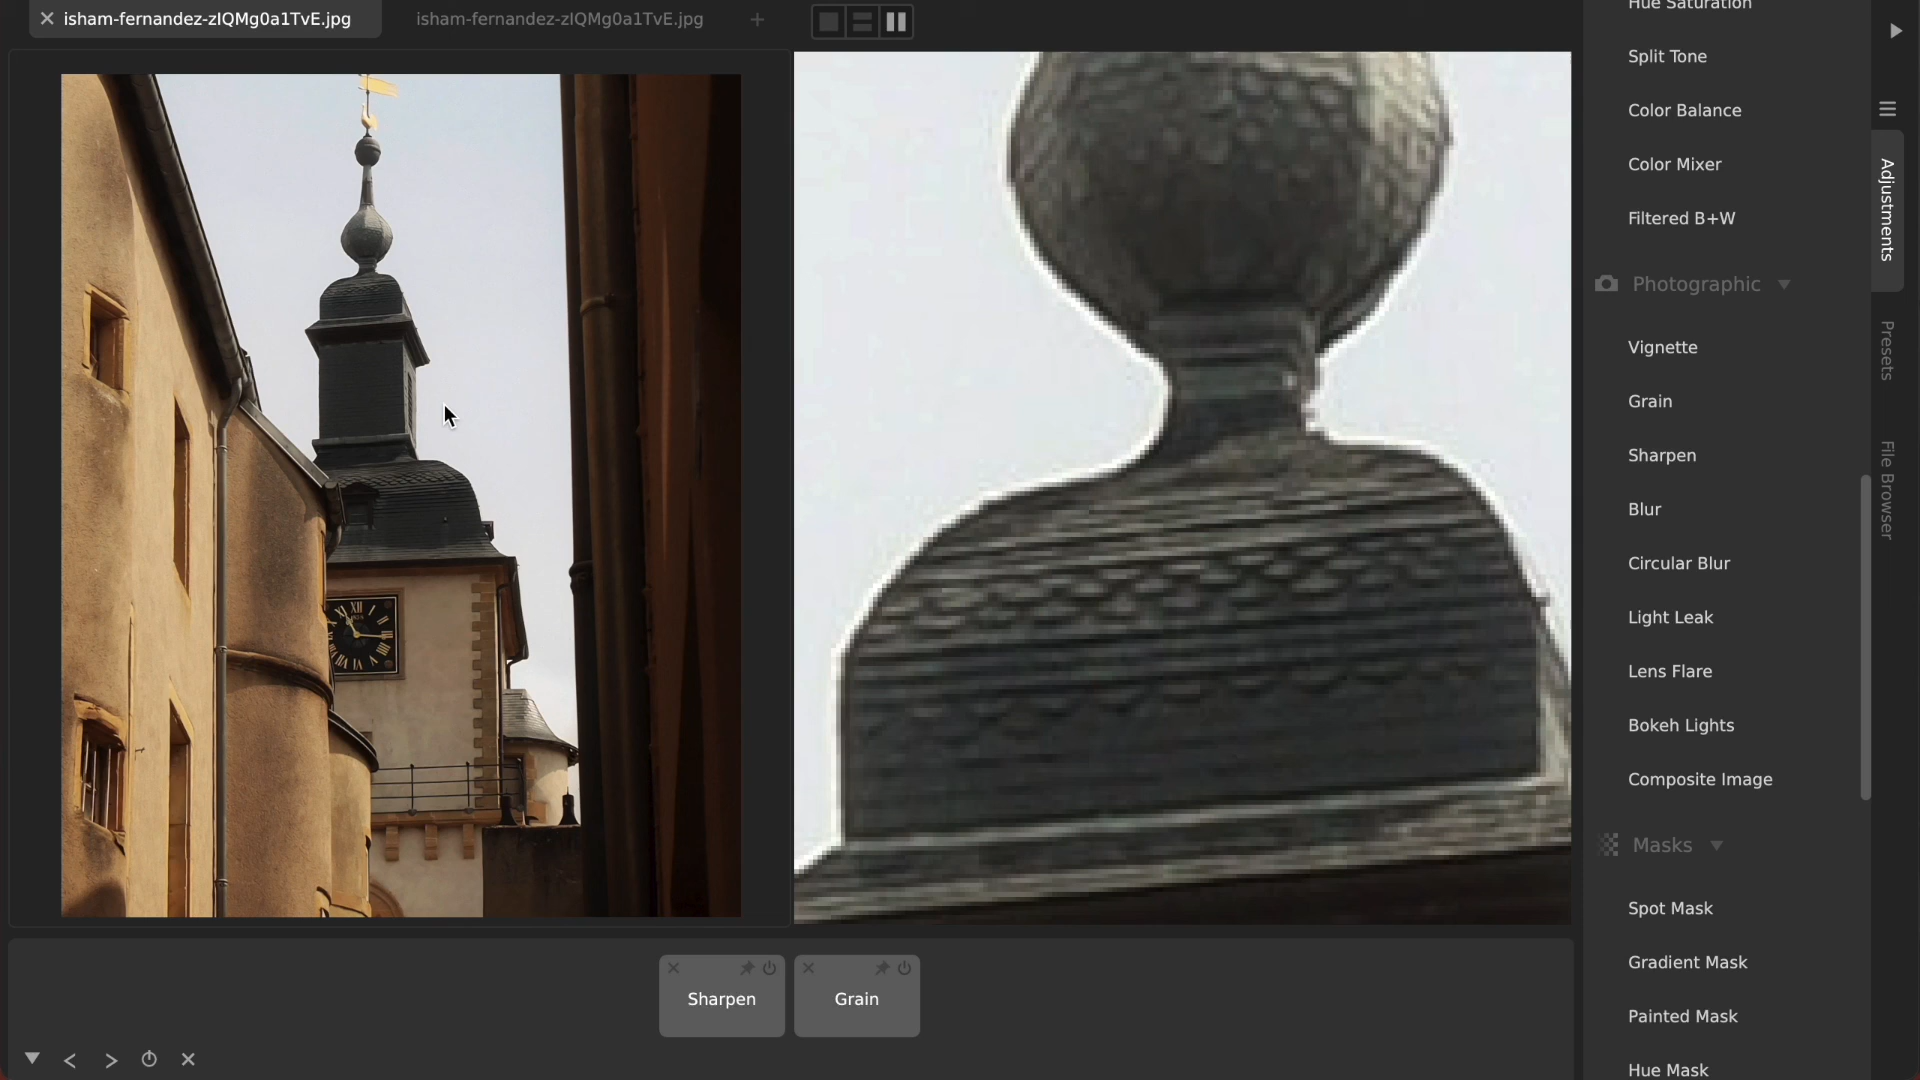 isham-fernandez-zIQMg0a1TvE.jpg
isham-fernandez-zIQMg0a1TvE.jpg
Hue Saturation
Split Tone
Color Balance
Color Mixer
Filtered B+W
Photographic
Vignette
Grain
Sharpen
Blur
Circular Blur
Light Leak
Lens Flare
Bokeh Lights
Composite Image
Masks
Spot Mask
Gradient Mask
Painted Mask
Hue Mask
Adjustments
Presets
File Browser
Sharpen
Grain